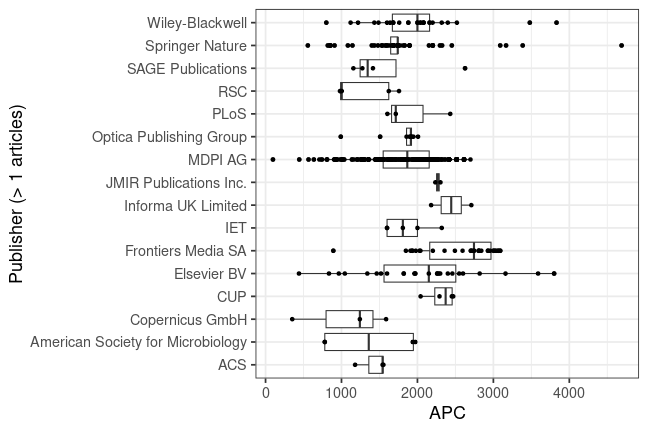 Publisher (> 1 articles)
Wiley-Blackwell
Springer Nature
SAGE Publications
RSC
PLoS
Optica Publishing Group
MDPI AG
JMIR Publications Inc.
Informa UK Limited
IET
Frontiers Media SA
Elsevier BV
CUP
Copernicus GmbH
American Society for Microbiology
ACS
0 1000 2000 3000 4000
APC